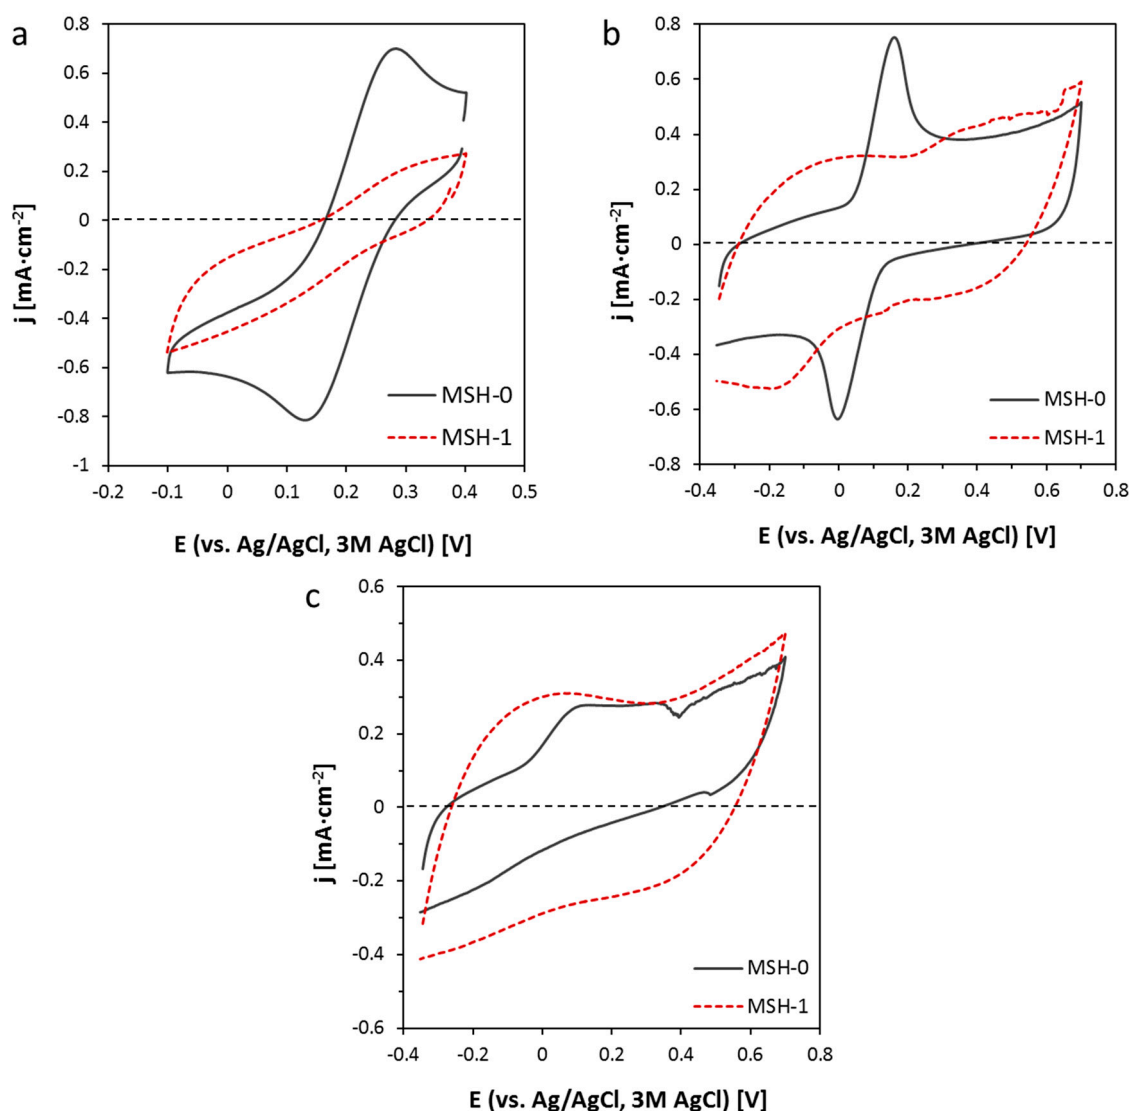 a
0.8
0.6
0.4
0.2
0
-0.2
-0.4
-0.6
-0.8
-1
j [mA·cm-2]
MSH-0
MSH-1
-0.2 -0.1 0 0.1 0.2 0.3 0.4 0.5
E (vs. Ag/AgCl, 3M AgCl) [V]
b
0.8
0.6
0.4
0.2
0
-0.2
-0.4
-0.6
-0.8
j [mA·cm-2]
MSH-0
MSH-1
-0.4 -0.2 0 0.2 0.4 0.6 0.8
E (vs. Ag/AgCl, 3M AgCl) [V]
c
0.6
0.4
0.2
0
-0.2
-0.4
-0.6
j [mA·cm-2]
MSH-0
MSH-1
-0.4 -0.2 0 0.2 0.4 0.6 0.8
E (vs. Ag/AgCl, 3M AgCl) [V]